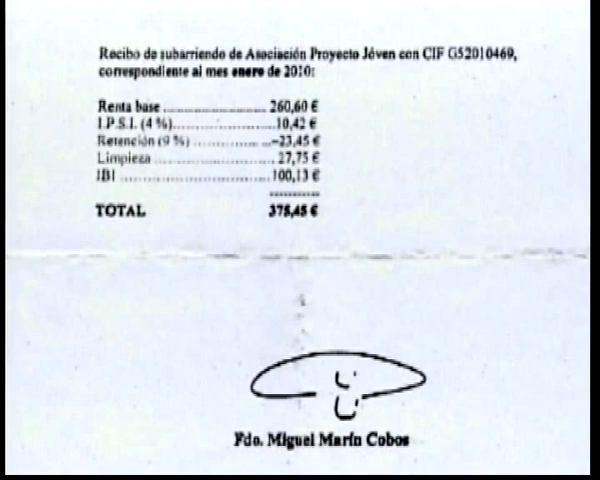 Recibo de subarriendo de Asociación Proyecto Jóven con CIF G52010469,
correspondiente al mes enero de 2010:
Renta base ........................ 260,60 €
I.P.S.I. (4 %) ........................ 10,42 €
Retención (9 %) ................... –23,45 €
Limpieza ........................... 27,75 €
IBI ................................... 100,13 €
TOTAL 375,45 €
Fdo. Miguel Marín Cobos